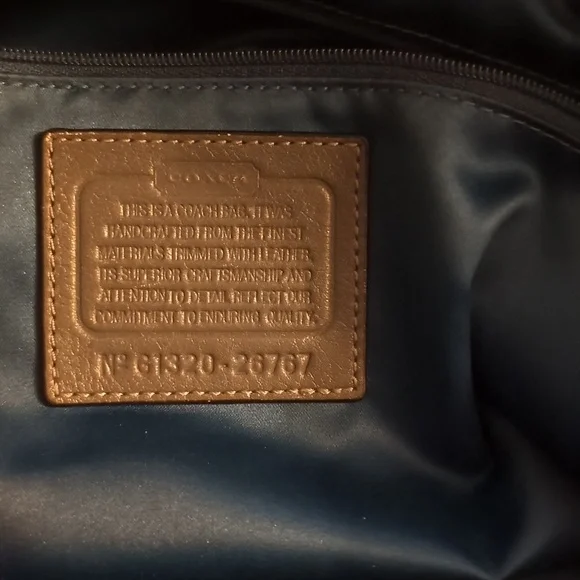 COACH
THIS IS A COACH BAG. IT WAS
HANDCRAFTED FROM THE FINEST
MATERIALS TRIMMED WITH LEATHER.
ITS SUPERIOR CRAFTSMANSHIP AND
ATTENTION TO DETAIL REFLECT OUR
COMMITMENT TO ENDURING QUALITY.
Nº 61320-26767